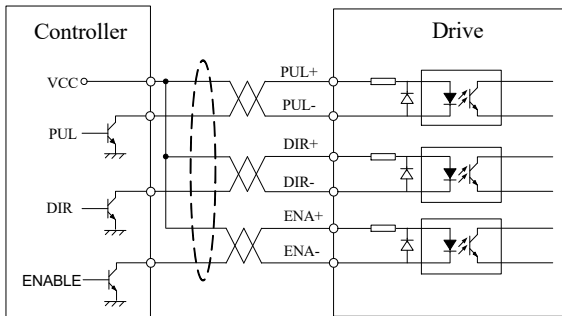 Controller
Drive
VCC
PUL+
PUL-
PUL
DIR+
DIR-
DIR
ENA+
ENA-
ENABLE